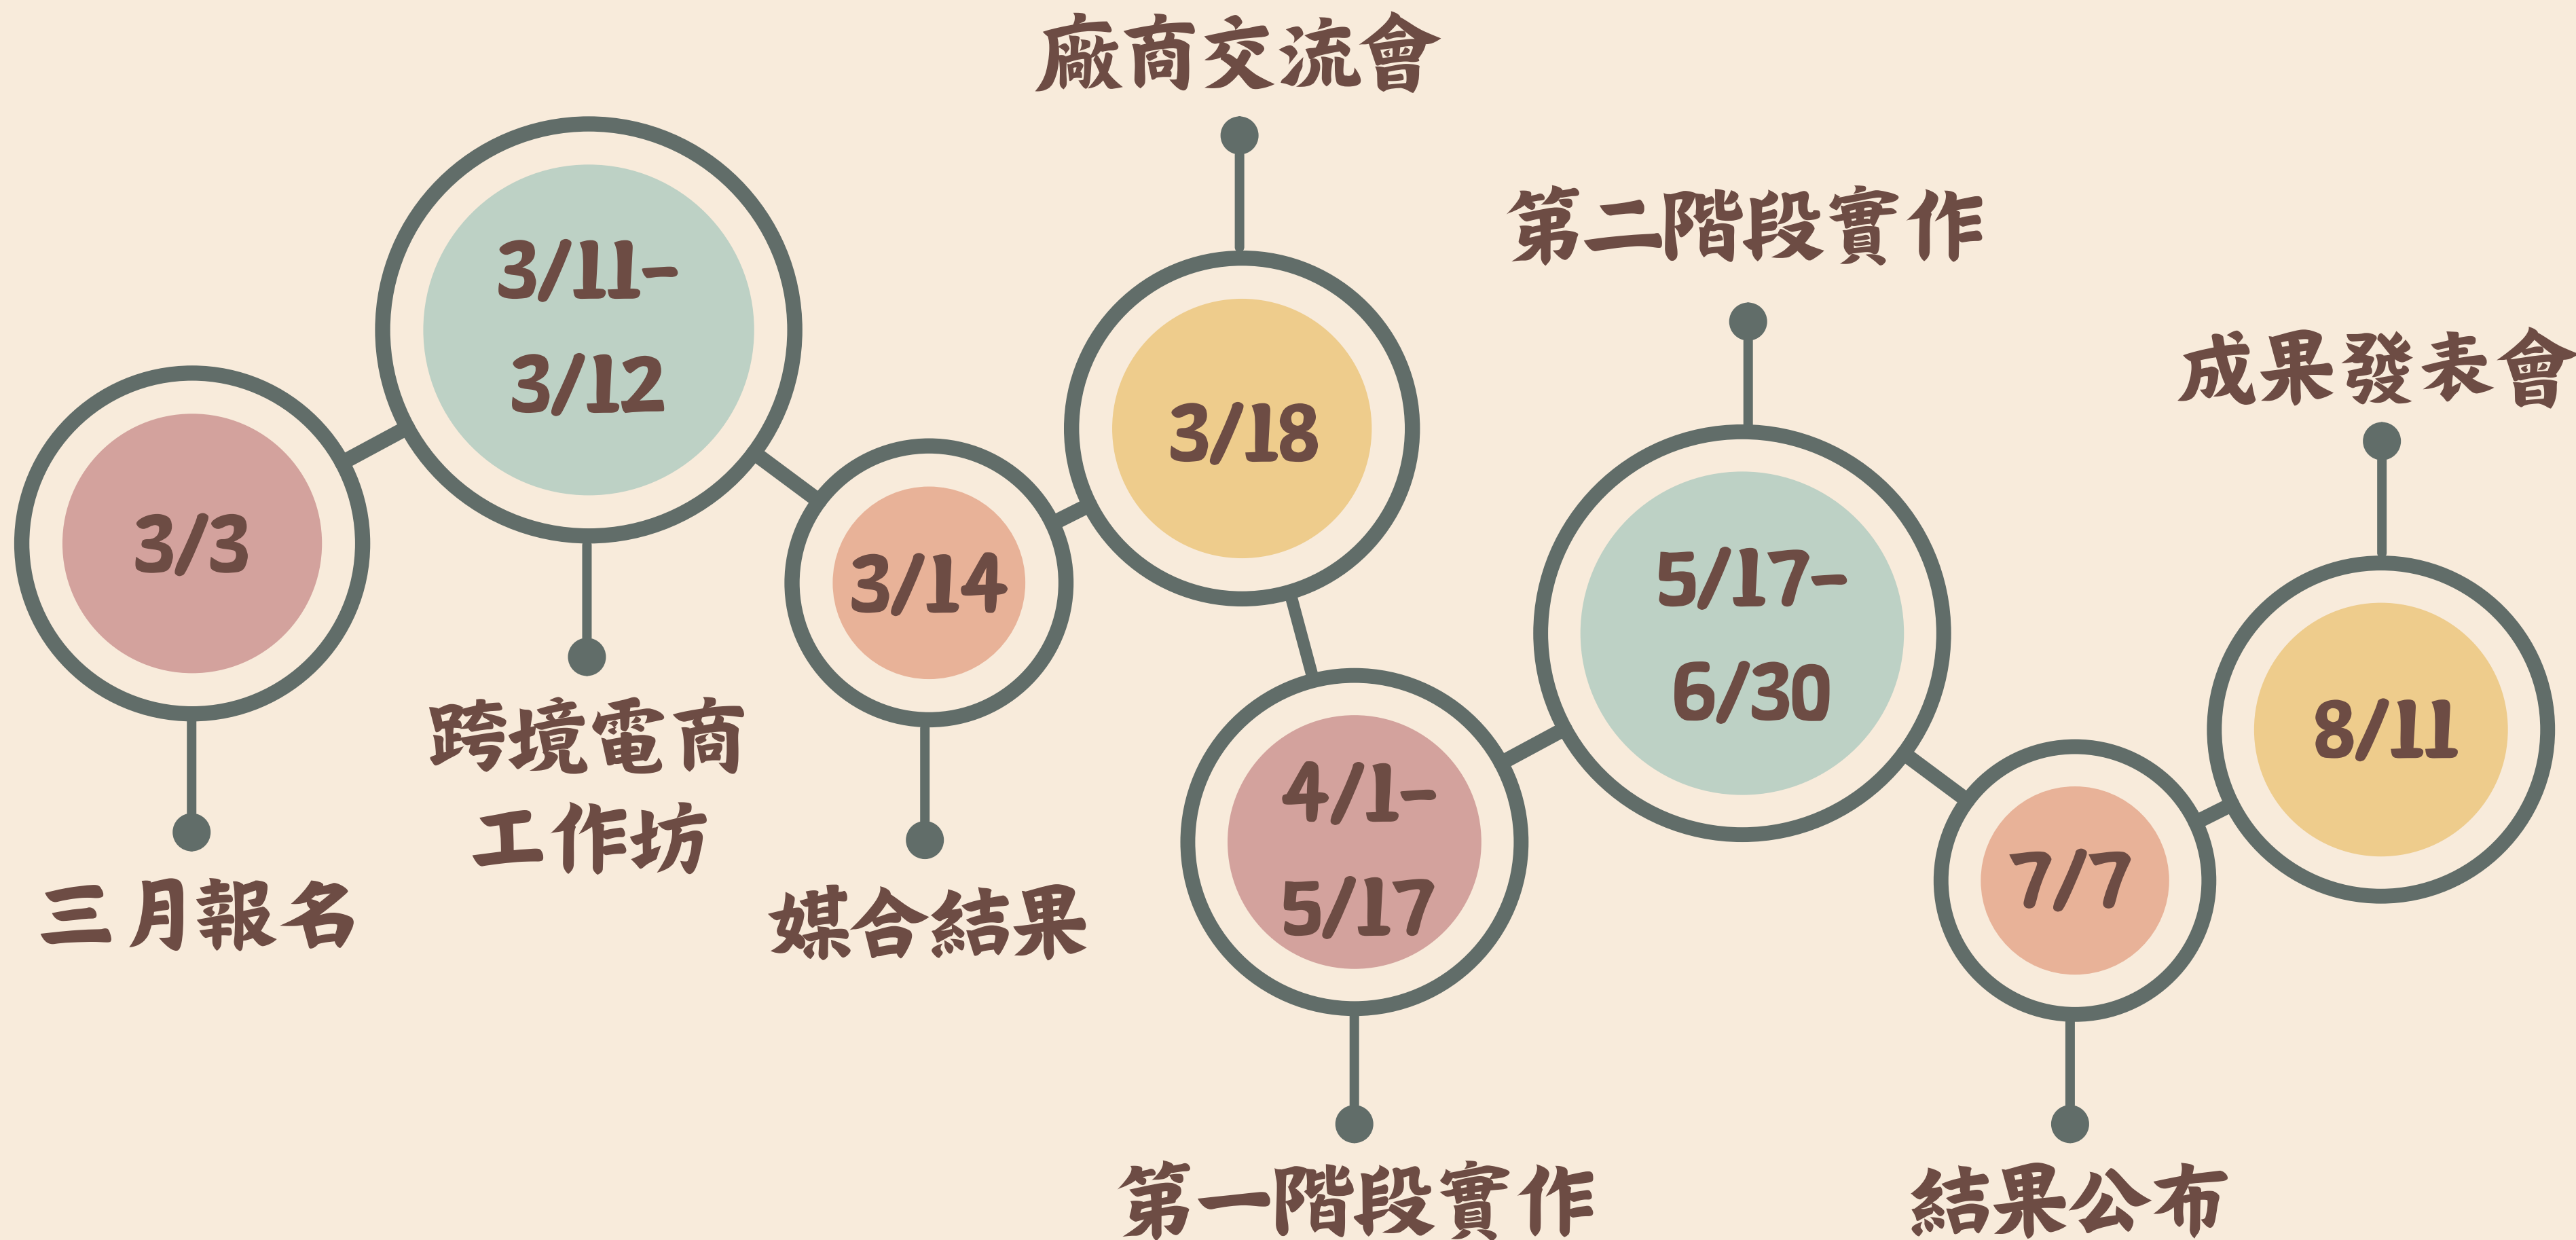 3/3
三月報名
3/11-
3/12
跨境電商
工作坊
3/14
媒合結果
廠商交流會
3/18
4/1-
5/17
第一階段實作
第二階段實作
5/17-
6/30
7/7
結果公布
成果發表會
8/11